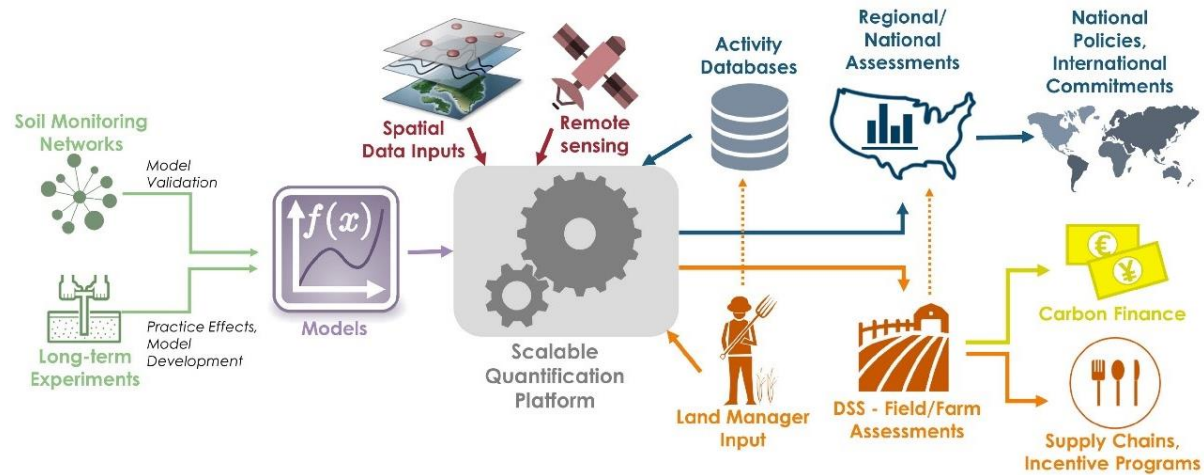 Soil Monitoring
Networks
Model
Validation
Long-term
Experiments
Practice Effects,
Model
Development
f(x)
Models
Spatial
Data Inputs
Remote
sensing
Scalable
Quantification
Platform
Activity
Databases
Land Manager
Input
Regional/
National
Assessments
DSS - Field/Farm
Assessments
National
Policies,
International
Commitments
€
¥
Carbon Finance
Supply Chains,
Incentive Programs